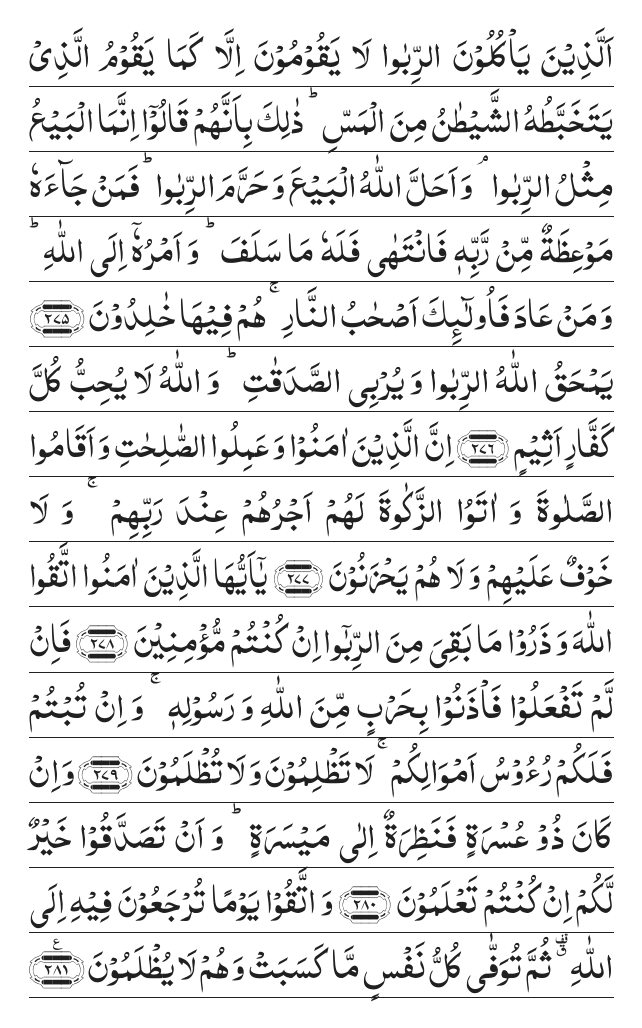 اَلَّذِيۡنَ يَاۡكُلُوۡنَ الرِّبٰوا لَا يَقُوۡمُوۡنَ اِلَّا كَمَا يَقُوۡمُ الَّذِىۡ
يَتَخَبَّطُهُ الشَّيۡطٰنُ مِنَ الۡمَسِّ‌ؕ ذٰلِكَ بِاَنَّهُمۡ قَالُوۡۤا اِنَّمَا الۡبَيۡعُ
مِثۡلُ الرِّبٰوا‌ۘ وَاَحَلَّ اللّٰهُ الۡبَيۡعَ وَحَرَّمَ الرِّبٰوا‌ؕ فَمَنۡ جَآءَهٗ
مَوۡعِظَةٌ مِّنۡ رَّبِّهٖ فَانۡتَهٰى فَلَهٗ مَا سَلَفَؕ وَاَمۡرُهٗۤ اِلَى اللّٰهِ‌ؕ
وَمَنۡ عَادَ فَاُولٰٓٮِٕكَ اَصۡحٰبُ النَّارِ‌ۚ هُمۡ فِيۡهَا خٰلِدُوۡنَ ‏﴿۲۷۵﴾
يَمۡحَقُ اللّٰهُ الرِّبٰوا وَيُرۡبِى الصَّدَقٰتِ‌ؕ وَاللّٰهُ لَا يُحِبُّ كُلَّ
كَفَّارٍ اَثِيۡمٍ ‏﴿۲۷۶﴾ اِنَّ الَّذِيۡنَ اٰمَنُوۡا وَعَمِلُوا الصّٰلِحٰتِ وَاَقَامُوا
الصَّلٰوةَ وَاٰتَوُا الزَّكٰوةَ لَهُمۡ اَجۡرُهُمۡ عِنۡدَ رَبِّهِمۡ‌ۚ وَلَا
خَوۡفٌ عَلَيۡهِمۡ وَلَا هُمۡ يَحۡزَنُوۡنَ ‏﴿۲۷۷﴾ يٰۤاَيُّهَا الَّذِيۡنَ اٰمَنُوا اتَّقُوا
اللّٰهَ وَذَرُوۡا مَا بَقِىَ مِنَ الرِّبٰٓوا اِنۡ كُنۡتُمۡ مُّؤۡمِنِيۡنَ ‏﴿۲۷۸﴾ فَاِنۡ
لَّمۡ تَفۡعَلُوۡا فَاۡذَنُوۡا بِحَرۡبٍ مِّنَ اللّٰهِ وَرَسُوۡلِهٖ‌ۚ وَاِنۡ تُبۡتُمۡ
فَلَكُمۡ رُءُوۡسُ اَمۡوَالِكُمۡ‌ۚ لَا تَظۡلِمُوۡنَ وَلَا تُظۡلَمُوۡنَ ‏﴿۲۷۹﴾ وَاِنۡ
كَانَ ذُوۡ عُسۡرَةٍ فَنَظِرَةٌ اِلٰى مَيۡسَرَةٍ‌ؕ وَاَنۡ تَصَدَّقُوۡا خَيۡرٌ
لَّكُمۡ اِنۡ كُنۡتُمۡ تَعۡلَمُوۡنَ ‏﴿۲۸۰﴾ وَاتَّقُوۡا يَوۡمًا تُرۡجَعُوۡنَ فِيۡهِ اِلَى
اللّٰهِ ۗ ثُمَّ تُوَفّٰى كُلُّ نَفۡسٍ مَّا كَسَبَتۡ وَهُمۡ لَا يُظۡلَمُوۡنَ ‏﴿۲۸۱﴾ ع